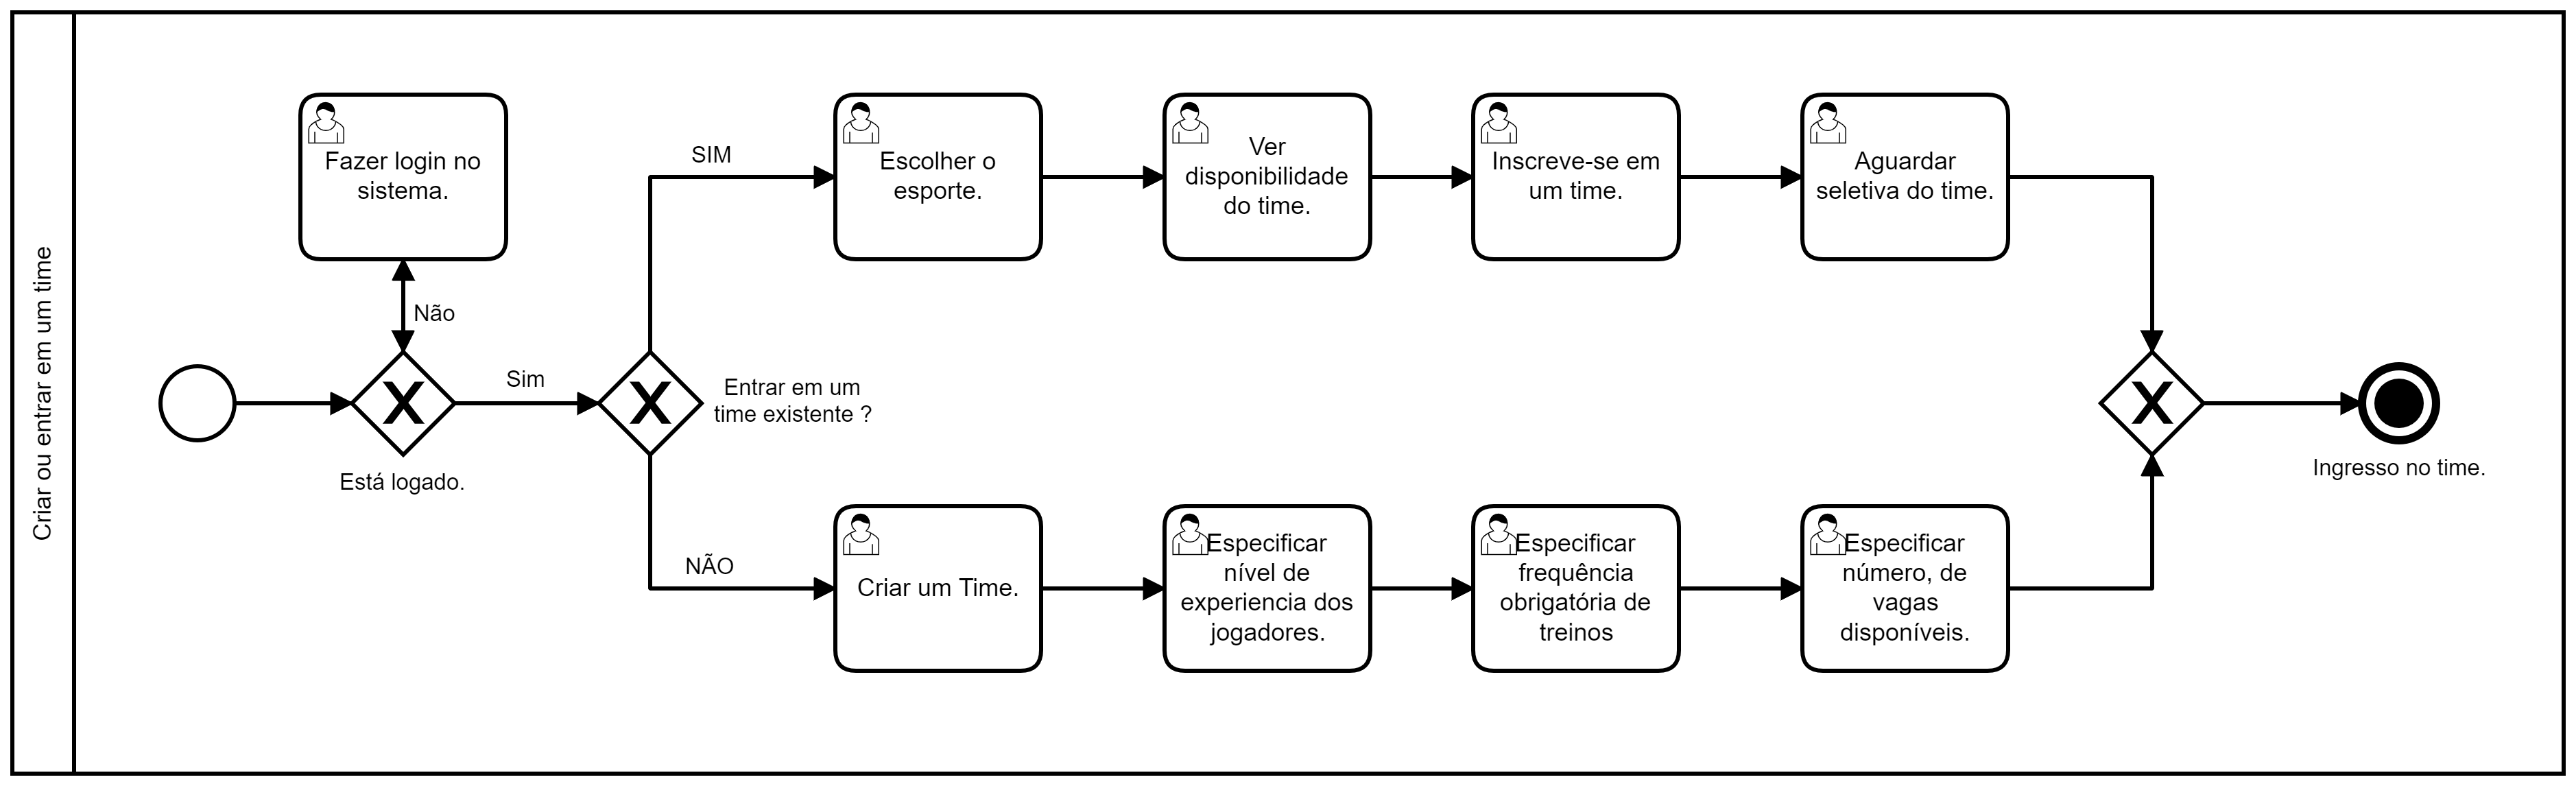 Criar ou entrar em um time
Fazer login no
sistema.
Não
Está logado.
Sim
Entrar em um
time existente ?
SIM
Escolher o
esporte.
Ver
disponibilidade
do time.
Inscreve-se em
um time.
Aguardar
seletiva do time.
NÃO
Criar um Time.
Especificar
nível de
experiencia dos
jogadores.
Especificar
frequência
obrigatória de
treinos
Especificar
número, de
vagas
disponíveis.
Ingresso no time.